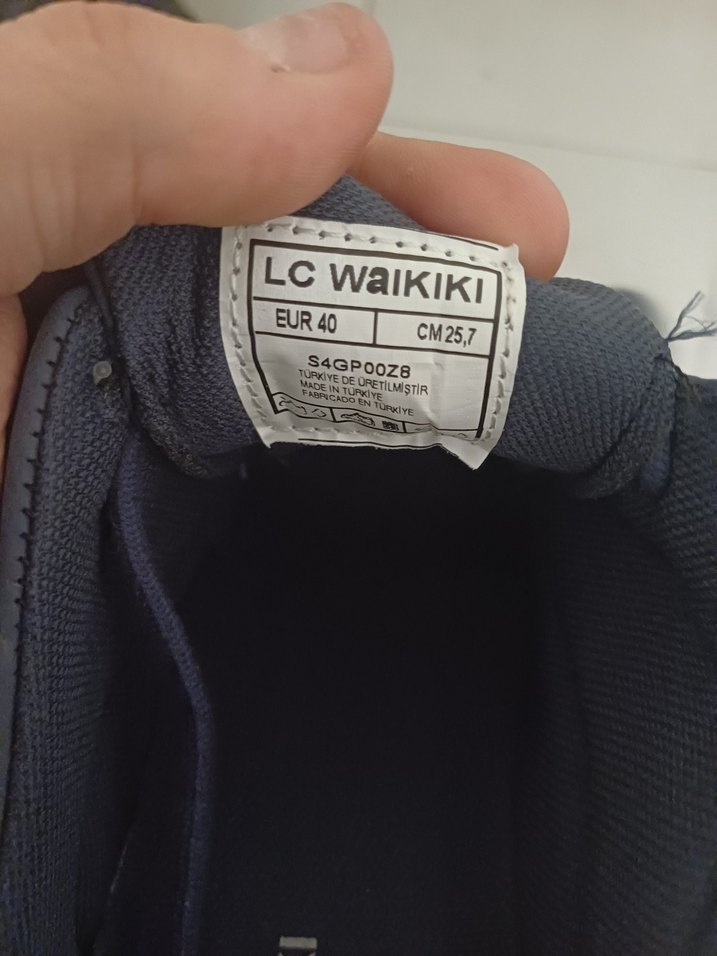 LC WaIKIKI
EUR 40 CM 25,7
S4GP00Z8
TÜRKİYE DE ÜRETİLMİŞTİR
MADE IN TÜRKİYE
FABRICADO EN TÜRKİYE